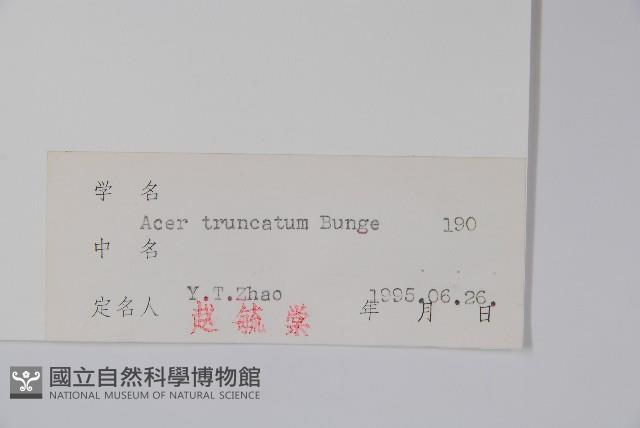 学 名
Acer truncatum Bunge 190
中 名
Y.T.Zhao 1995.06.26.
定名人 赵毓棠 年 月 日
國立自然科學博物館
NATIONAL MUSEUM OF NATURAL SCIENCE